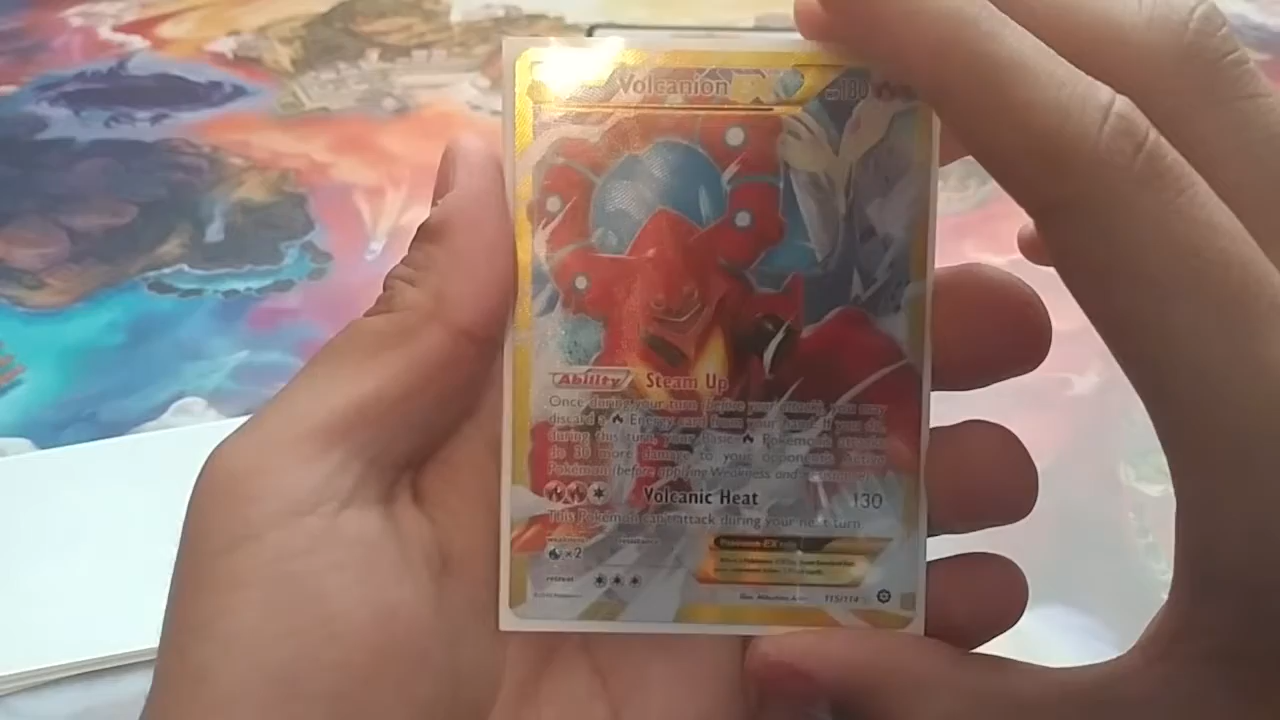 Volcanion EX HP180
Ability Steam Up
Once during your turn (before your attack), you may
discard a Energy card from your hand. If you do,
during this turn, your Basic Pokémon's attacks
do 30 more damage to your opponent's Active
Pokémon (before applying Weakness and
Volcanic Heat 130
This Pokémon can't attack during your next turn.
weakness resistance
×2
retreat
115/114